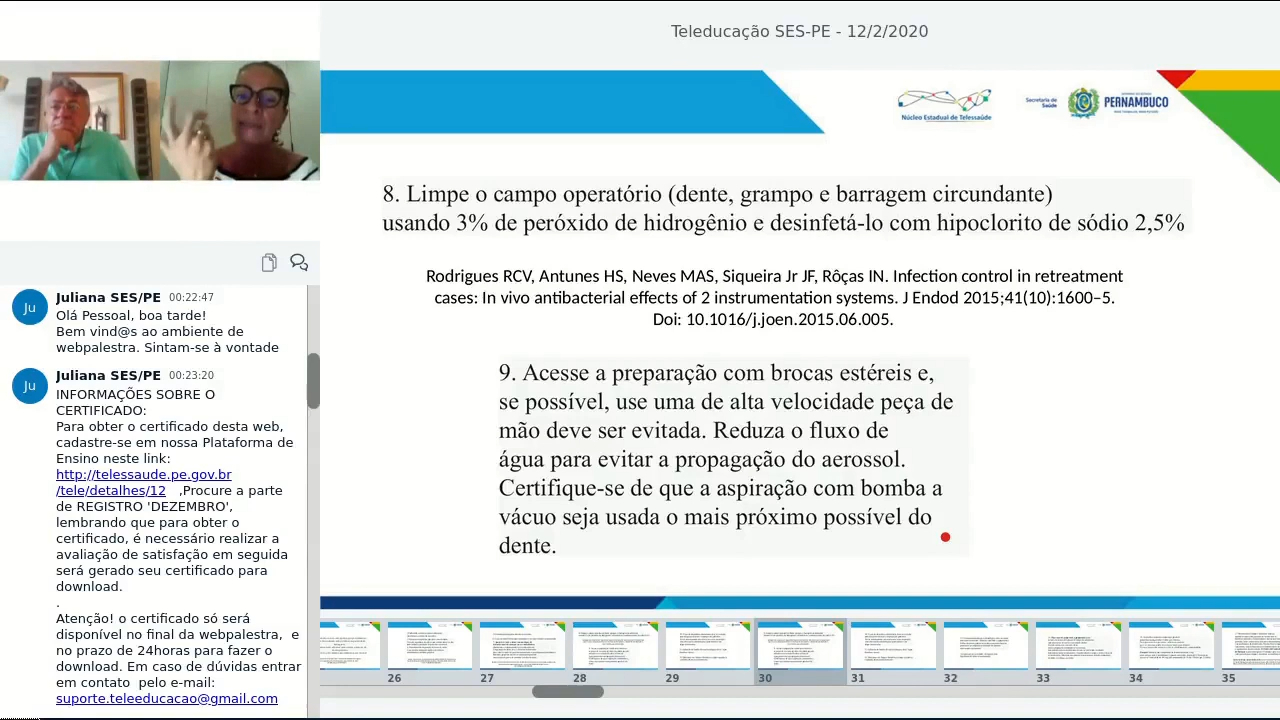 Teleducação SES-PE - 12/2/2020
Núcleo Estadual de Telessaúde
Secretaria de
Saúde
PERNAMBUCO
8. Limpe o campo operatório (dente, grampo e barragem circundante)
usando 3% de peróxido de hidrogênio e desinfetá-lo com hipoclorito de sódio 2,5%
Rodrigues RCV, Antunes HS, Neves MAS, Siqueira Jr JF, Rôças IN. Infection control in retreatment
cases: In vivo antibacterial effects of 2 instrumentation systems. J Endod 2015;41(10):1600–5.
Doi: 10.1016/j.joen.2015.06.005.
9. Acesse a preparação com brocas estéreis e,
se possível, use uma de alta velocidade peça de
mão deve ser evitada. Reduza o fluxo de
água para evitar a propagação do aerossol.
Certifique-se de que a aspiração com bomba a
vácuo seja usada o mais próximo possível do
dente.
Ju
Juliana SES/PE 00:22:47
Olá Pessoal, boa tarde!
Bem vind@s ao ambiente de
webpalestra. Sintam-se à vontade
Ju
Juliana SES/PE 00:23:20
INFORMAÇÕES SOBRE O
CERTIFICADO:
Para obter o certificado desta web,
cadastre-se em nossa Plataforma de
Ensino neste link:
http://telessaude.pe.gov.br
/tele/detalhes/12 ,Procure a parte
de REGISTRO 'DEZEMBRO',
lembrando que para obter o
certificado, é necessário realizar a
avaliação de satisfação em seguida
será gerado seu certificado para
download.
.
Atenção! o certificado só será
disponível no final da webpalestra, e
no prazo de 24horas para fazer o
download. Em caso de dúvidas entrar
em contato pelo e-mail:
suporte.teleeducacao@gmail.com
26 27 28 29 30 31 32 33 34 35